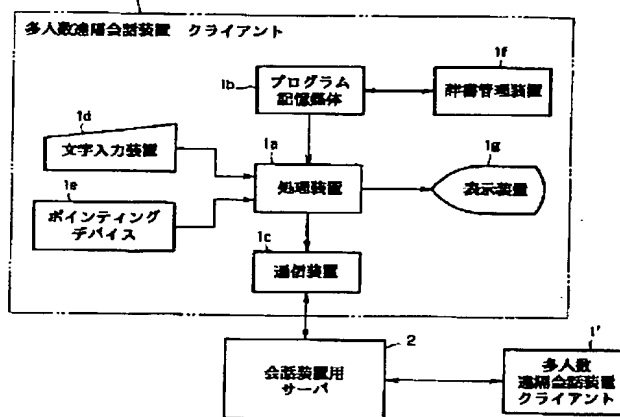 多人数遠隔会話装置 クライアント
1b
プログラム
記憶媒体
1f
辞書管理装置
1d
文字入力装置
1a
処理装置
1g
表示装置
1e
ポインティング
デバイス
1c
通信装置
2
会話装置用
サーバ
1'
多人数
遠隔会話装置
クライアント